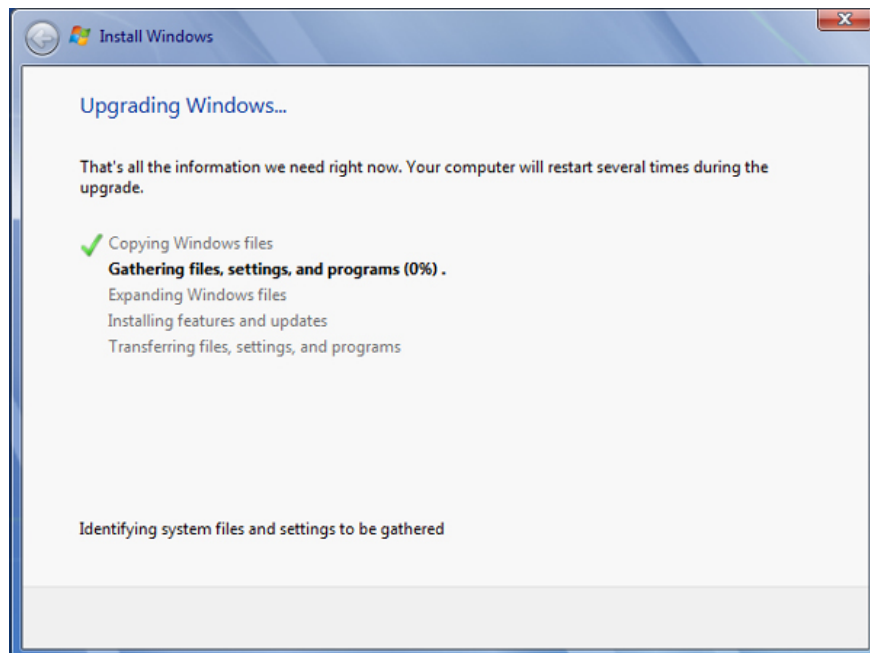 Install Windows
Upgrading Windows...
That's all the information we need right now. Your computer will restart several times during the
upgrade.
Copying Windows files
Gathering files, settings, and programs (0%) .
Expanding Windows files
Installing features and updates
Transferring files, settings, and programs
Identifying system files and settings to be gathered